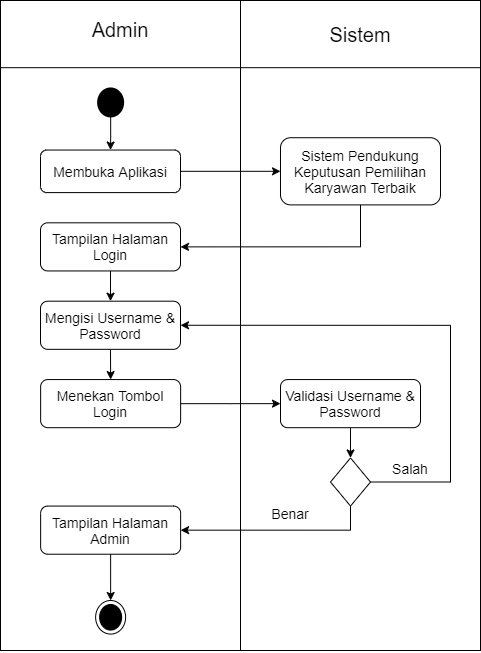 Admin
Sistem
Membuka Aplikasi
Sistem Pendukung
Keputusan Pemilihan
Karyawan Terbaik
Tampilan Halaman
Login
Mengisi Username &
Password
Menekan Tombol
Login
Validasi Username &
Password
Salah
Benar
Tampilan Halaman
Admin